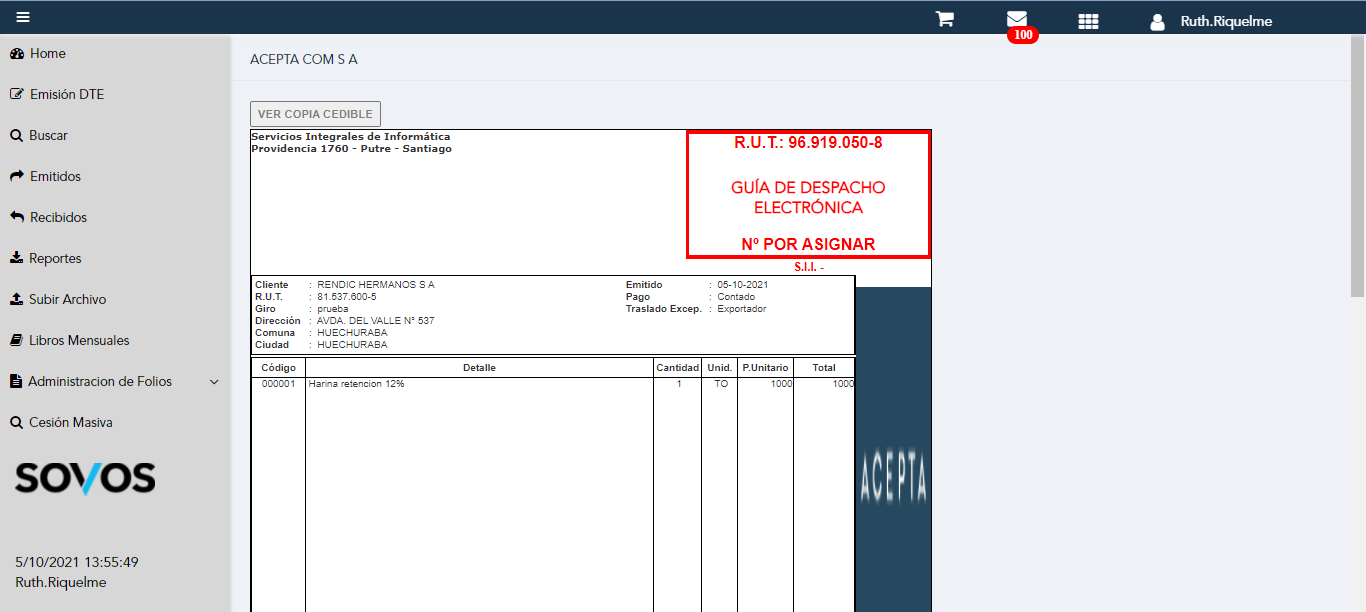 Ruth.Riquelme
100
Home
Emisión DTE
Buscar
Emitidos
Recibidos
Reportes
Subir Archivo
Libros Mensuales
Administracion de Folios
Cesión Masiva
SOVOS
5/10/2021 13:55:49
Ruth.Riquelme
ACEPTA COM S A
VER COPIA CEDIBLE
Servicios Integrales de Informática
Providencia 1760 - Putre - Santiago
R.U.T.: 96.919.050-8
GUÍA DE DESPACHO
ELECTRÓNICA
Nº POR ASIGNAR
S.I.I. -
Cliente : RENDIC HERMANOS S A Emitido : 05-10-2021
R.U.T. : 81.537.600-5 Pago : Contado
Giro : prueba Traslado Excep. : Exportador
Dirección : AVDA. DEL VALLE N° 537
Comuna : HUECHURABA
Ciudad : HUECHURABA
Código Detalle Cantidad Unid. P.Unitario Total
000001 Harina retencion 12% 1 TO 1000 1000
ACEPTA